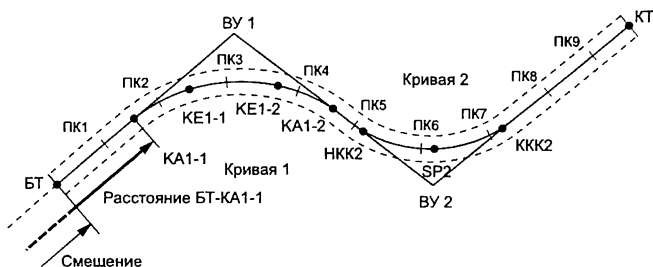 КТ
ВУ 1
ПК9
ПК3
ПК4
Кривая 2
ПК8
ПК2
ПК5
ПК7
КЕ1-1
КЕ1-2
ПК6
ПК1
КА1-2
НКК2
ККК2
КА1-1
Кривая 1
SP2
БТ
Расстояние БТ-КА1-1
ВУ 2
Смещение